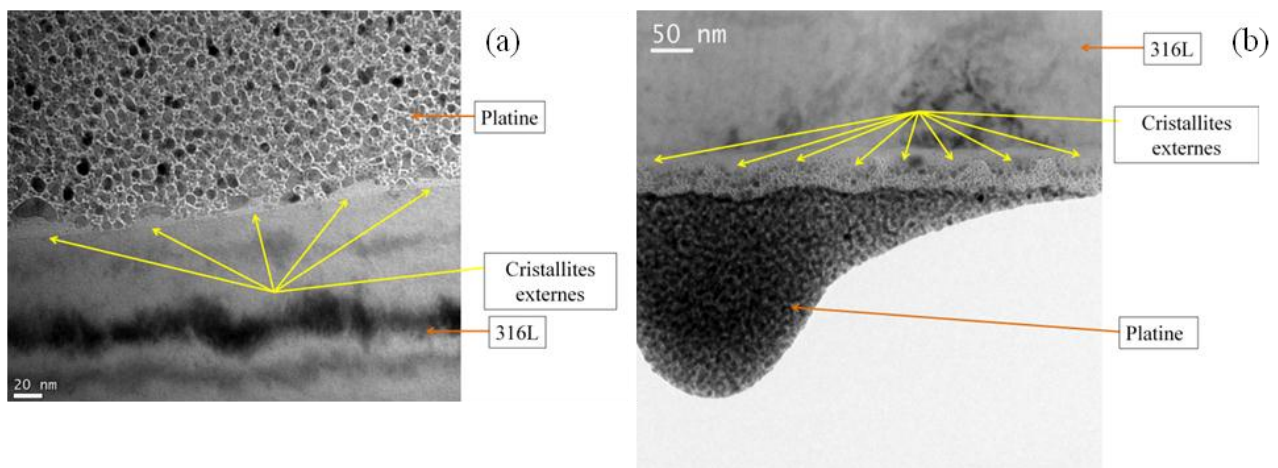 (a)
Platine
Cristallites
externes
316L
20 nm
50 nm
(b)
316L
Cristallites
externes
Platine